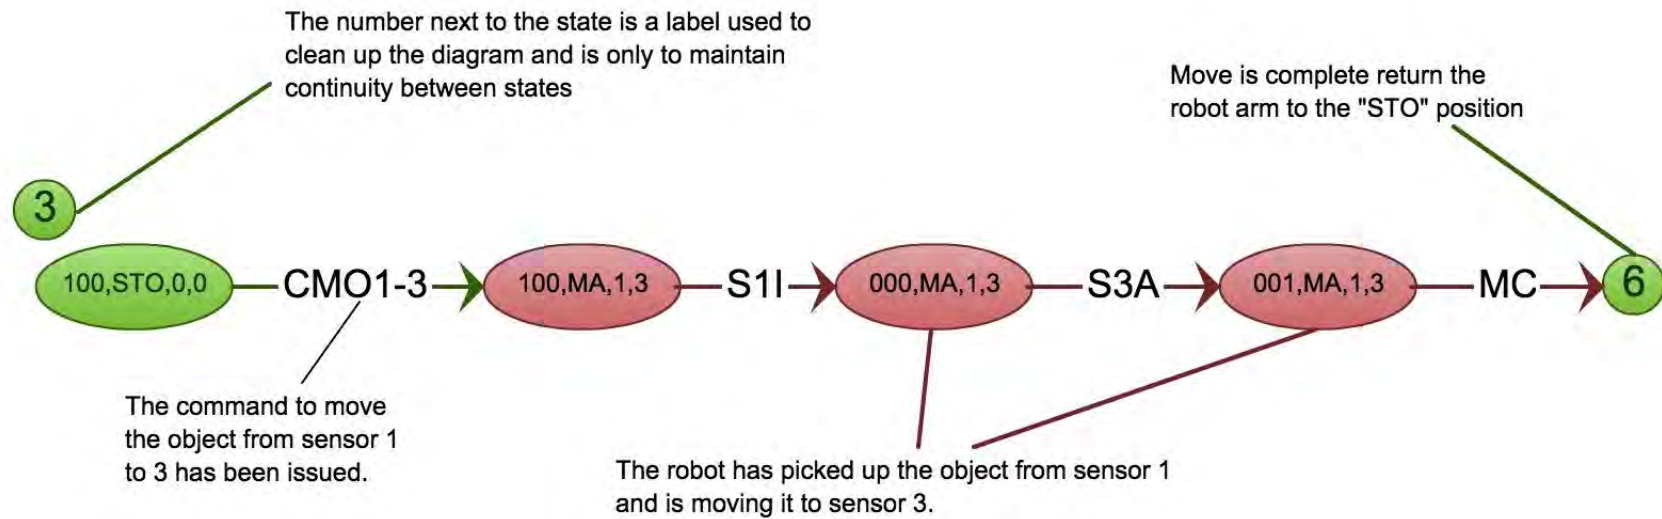 The number next to the state is a label used to
clean up the diagram and is only to maintain
continuity between states
Move is complete return the
robot arm to the "STO" position
3
100,STO,0,0
CMO1-3
100,MA,1,3
S1I
000,MA,1,3
S3A
001,MA,1,3
MC
6
The command to move
the object from sensor 1
to 3 has been issued.
The robot has picked up the object from sensor 1
and is moving it to sensor 3.